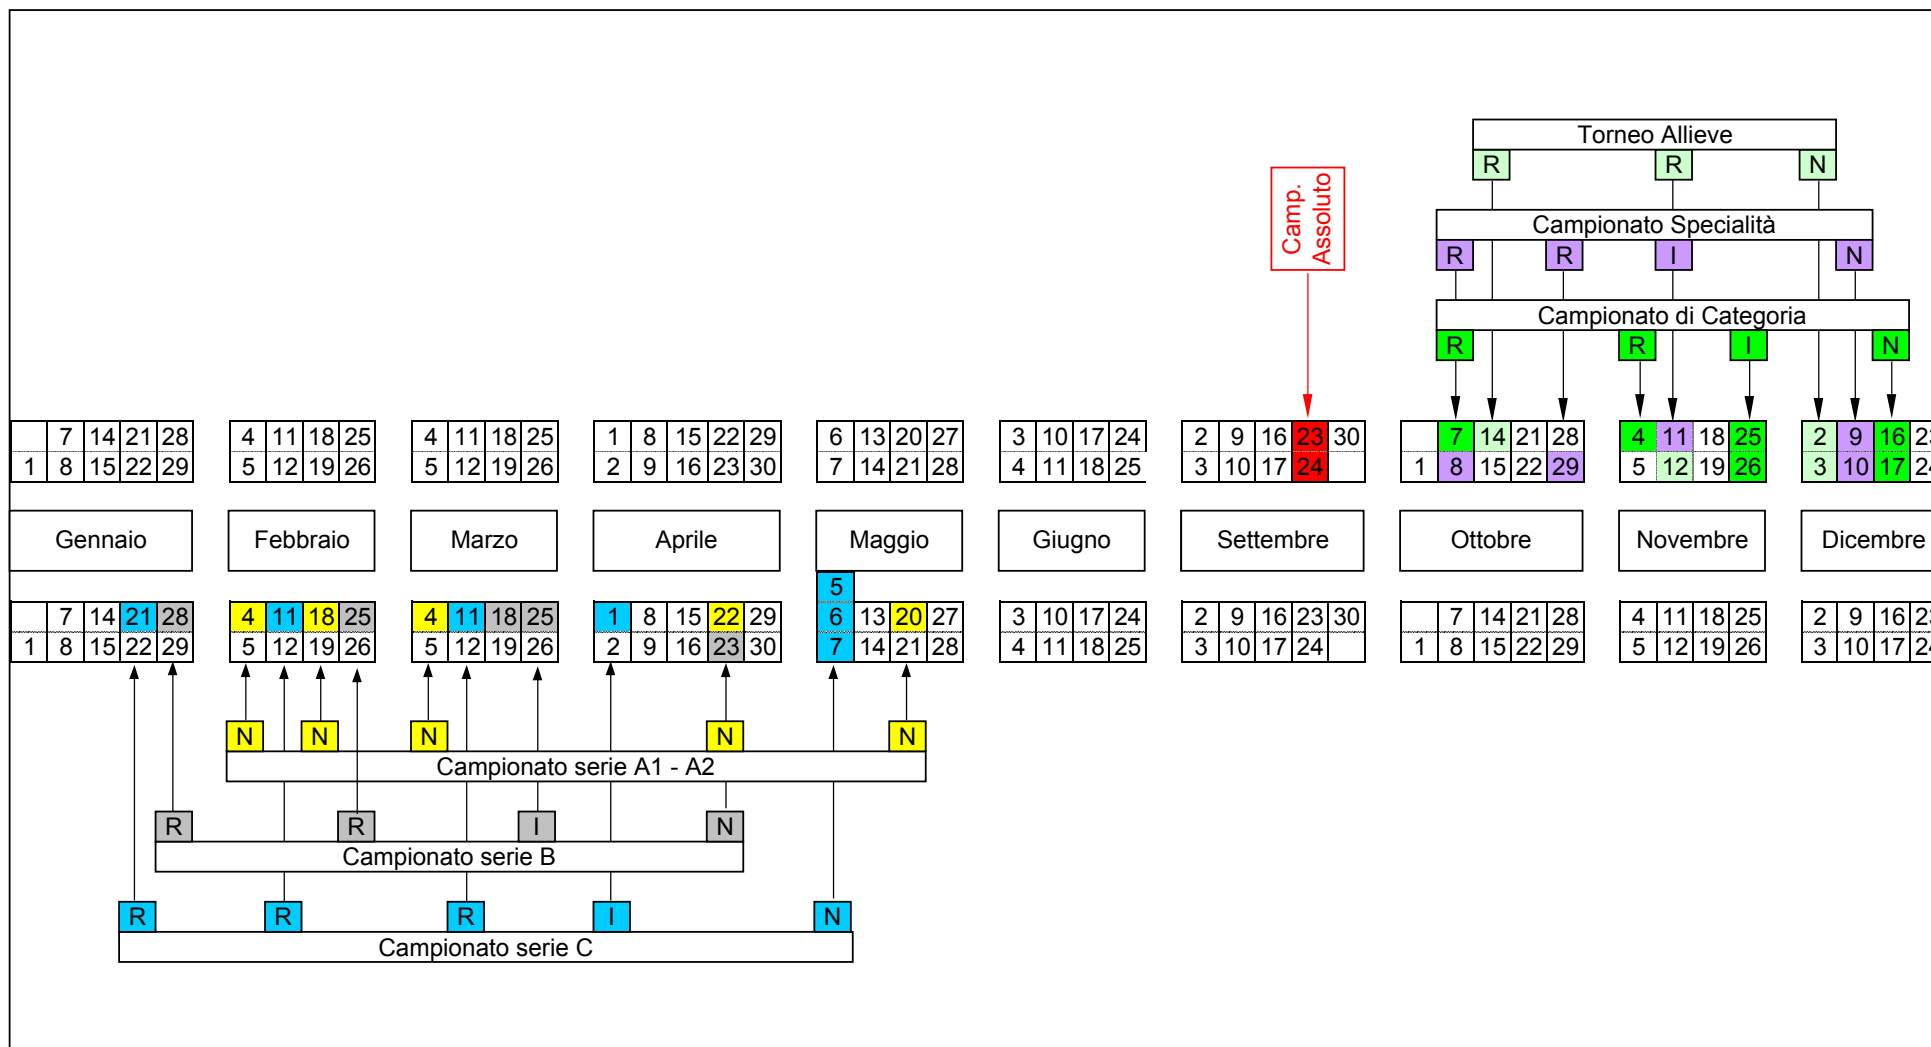 Torneo Allieve
R R N
Camp.
Assoluto
Campionato Specialità
R R I N
Campionato di Categoria
R R I N
7 14 21 28 4 11 18 25 4 11 18 25 1 8 15 22 29 6 13 20 27 3 10 17 24 2 9 16 23 30 7 14 21 28 4 11 18 25 2 9 16
1 8 15 22 29 5 12 19 26 5 12 19 26 2 9 16 23 30 7 14 21 28 4 11 18 25 3 10 17 24 1 8 15 22 29 5 12 19 26 3 10 17
Gennaio Febbraio Marzo Aprile Maggio Giugno Settembre Ottobre Novembre Dicembre
5
7 14 21 28 4 11 18 25 4 11 18 25 1 8 15 22 29 6 13 20 27 3 10 17 24 2 9 16 23 30 7 14 21 28 4 11 18 25 2 9 16
1 8 15 22 29 5 12 19 26 5 12 19 26 2 9 16 23 30 7 14 21 28 4 11 18 25 3 10 17 24 1 8 15 22 29 5 12 19 26 3 10 17
N N N N N
Campionato serie A1 - A2
R R I N
Campionato serie B
R R R I N
Campionato serie C